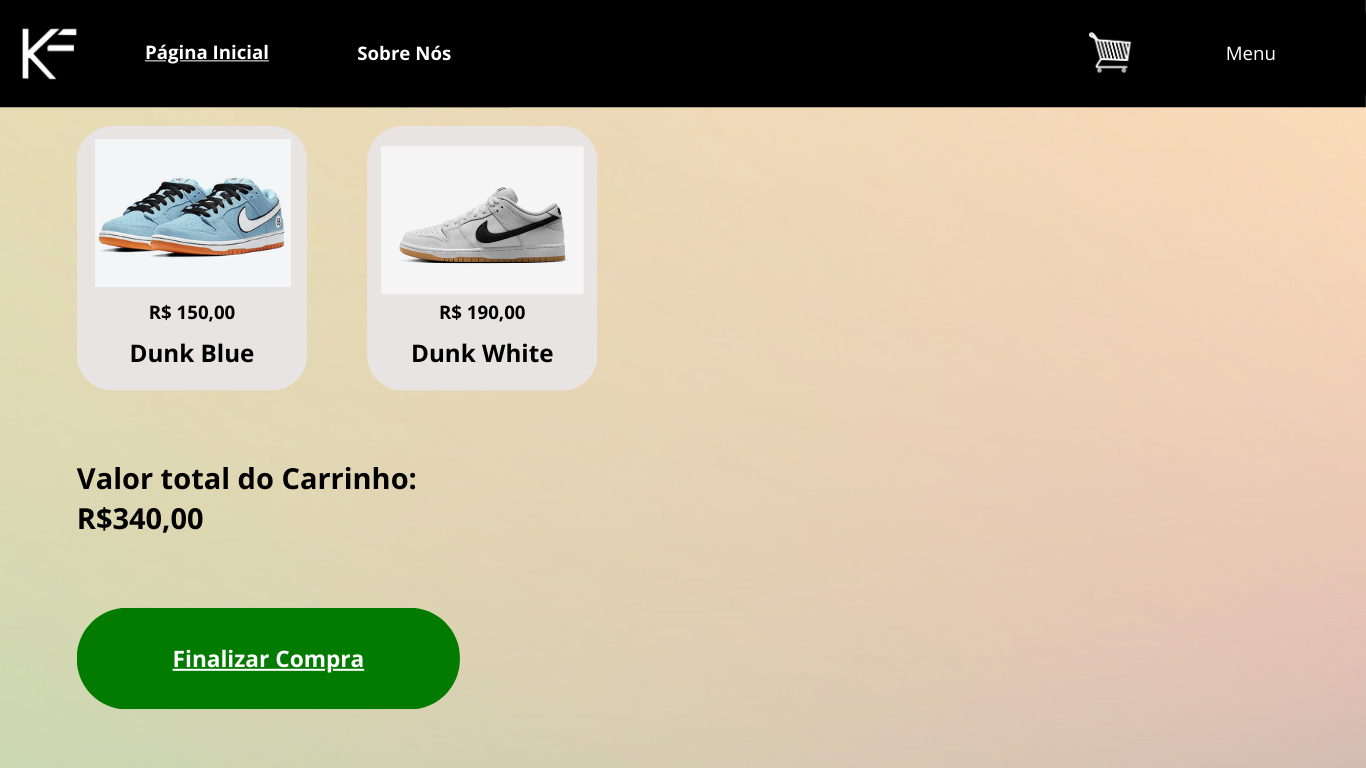 KF
Página Inicial
Sobre Nós
Menu
R$ 150,00
R$ 190,00
Dunk Blue
Dunk White
Valor total do Carrinho:
R$340,00
Finalizar Compra